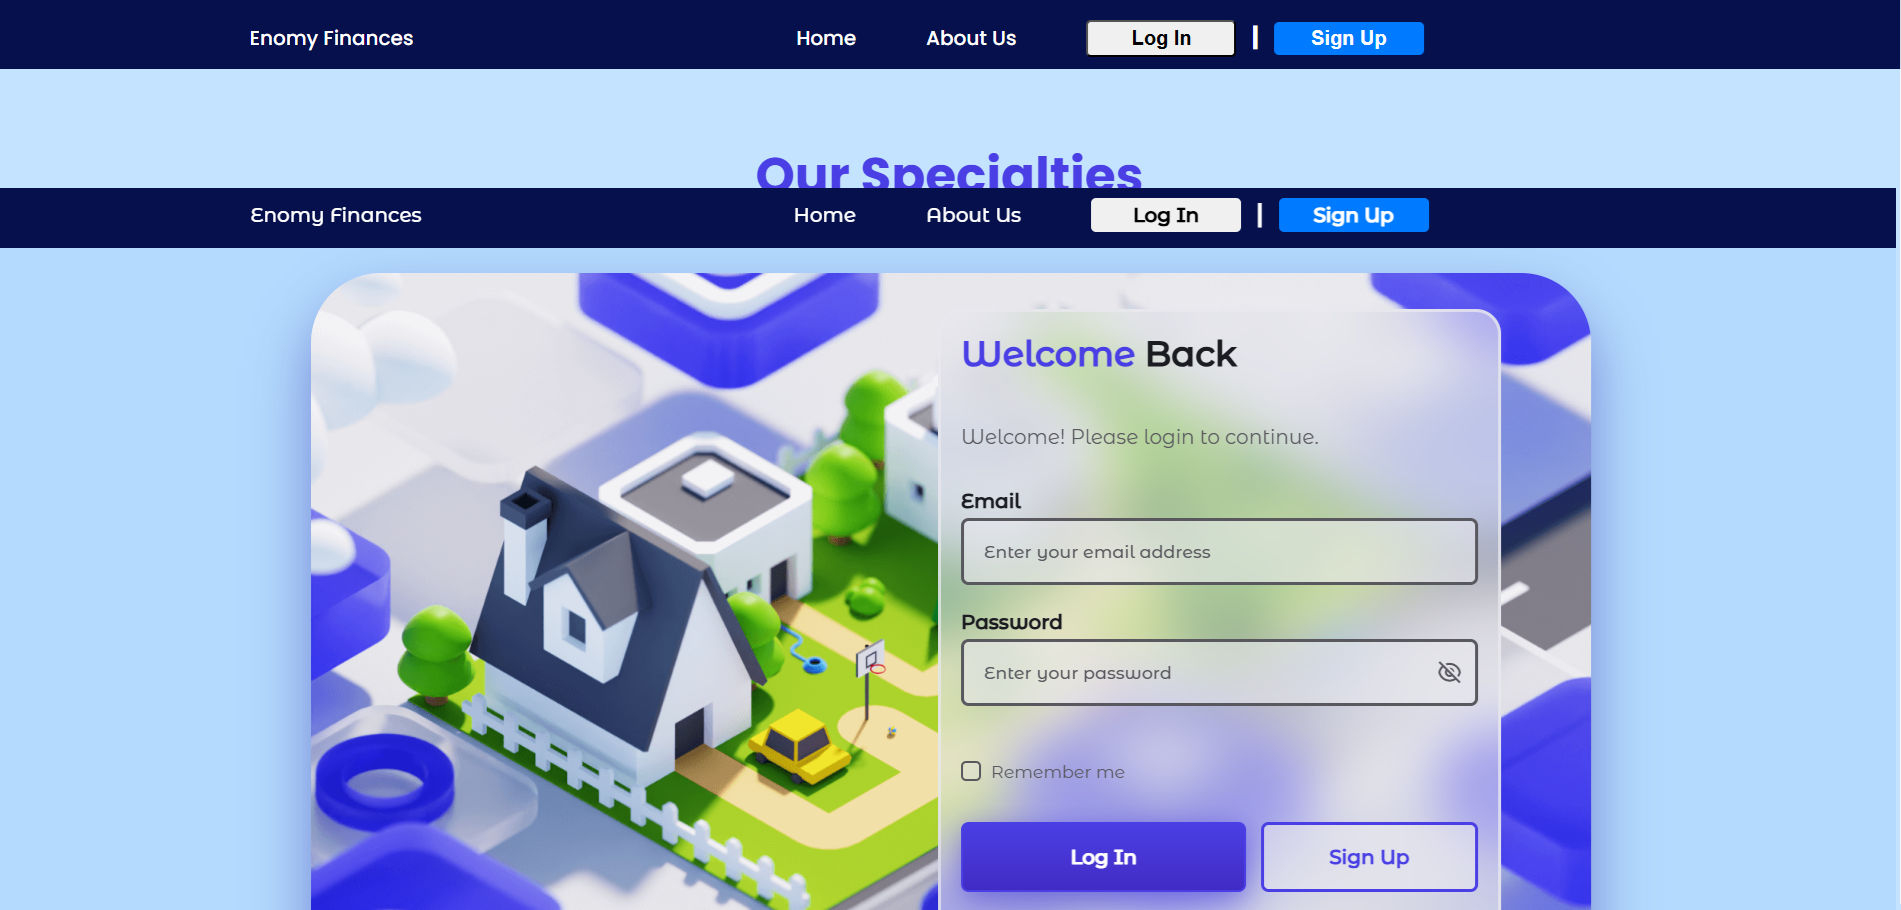 Enomy Finances Home About Us Log In | Sign Up
Our Specialties
Enomy Finances Home About Us Log In | Sign Up
Welcome Back
Welcome! Please login to continue.
Email
Enter your email address
Password
Enter your password
Remember me
Log In Sign Up